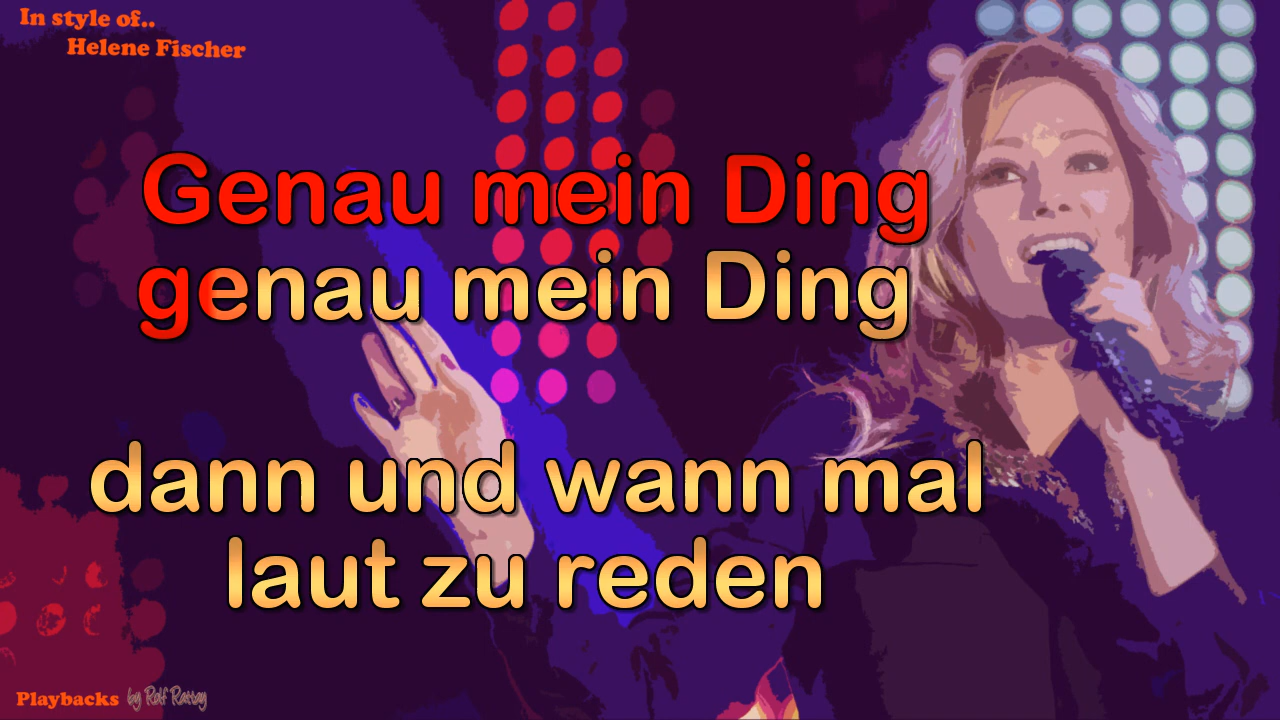 In style of..
Helene Fischer
Genau mein Ding
genau mein Ding
dann und wann mal
laut zu reden
Playbacks by Rolf Rattay